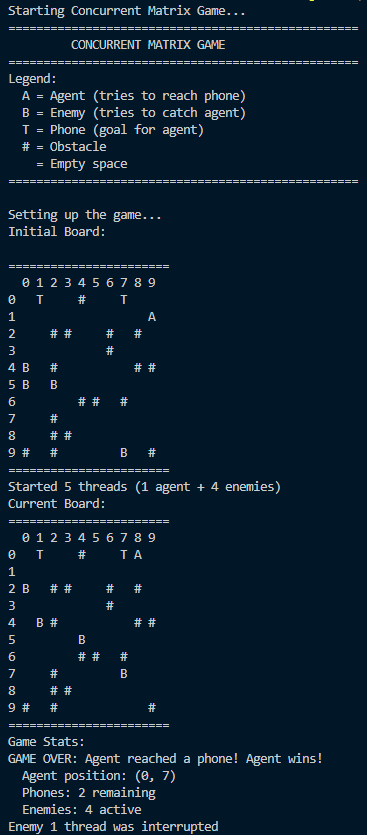 Starting Concurrent Matrix Game...
==================================================
         CONCURRENT MATRIX GAME
==================================================
Legend:
  A = Agent (tries to reach phone)
  B = Enemy (tries to catch agent)
  T = Phone (goal for agent)
  # = Obstacle
    = Empty space
==================================================

Setting up the game...
Initial Board:

=======================
  0 1 2 3 4 5 6 7 8 9
0   T     #     T
1                   A
2     # #     #   #
3             #
4 B   #           # #
5 B   B
6         # #   #
7     #
8     # #
9 #   #       B   #
=======================
Started 5 threads (1 agent + 4 enemies)
Current Board:
=======================
  0 1 2 3 4 5 6 7 8 9
0   T     #     T A
1
2 B   # #     #   #
3             #
4   B #           # #
5         B
6         # #   #
7     #         B
8     # #
9 #   #             #
=======================
Game Stats:
GAME OVER: Agent reached a phone! Agent wins!
  Agent position: (0, 7)
  Phones: 2 remaining
  Enemies: 4 active
Enemy 1 thread was interrupted